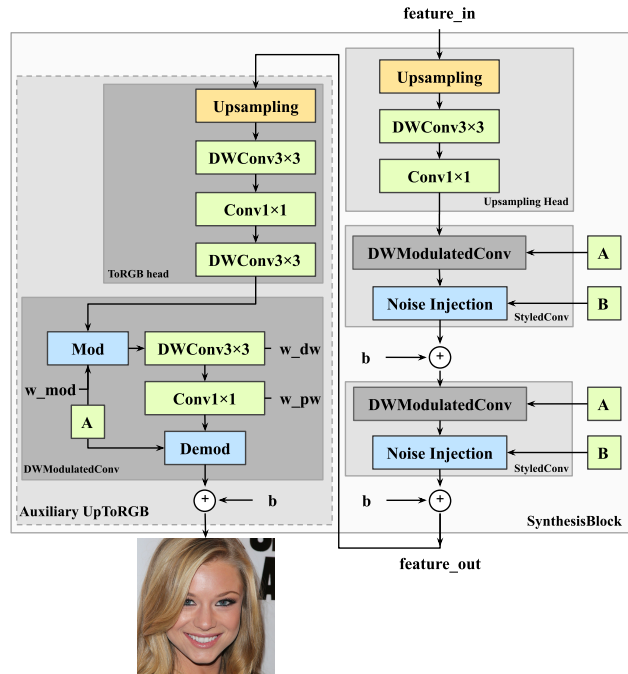 feature_in
Upsampling
DWConv3×3
Conv1×1
Upsampling Head
DWModulatedConv
A
Noise Injection
B
StyledConv
b
+
DWModulatedConv
A
Noise Injection
B
StyledConv
b
+
SynthesisBlock
feature_out
Upsampling
DWConv3×3
Conv1×1
DWConv3×3
ToRGB head
Mod
DWConv3×3
w_dw
w_mod
Conv1×1
w_pw
A
Demod
DWModulatedConv
+
b
Auxiliary UpToRGB